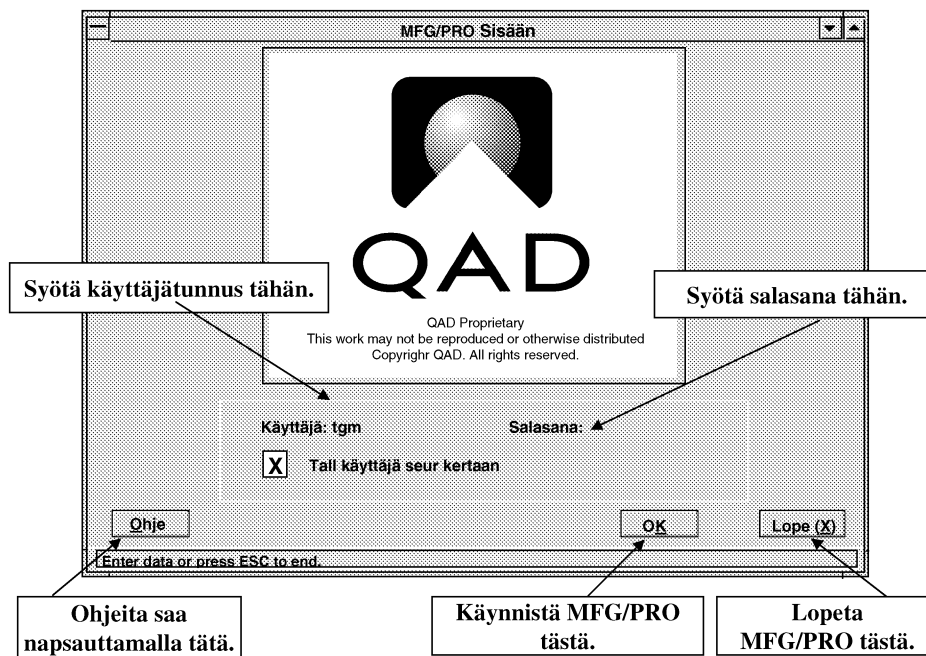 MFG/PRO Sisään
QAD
Syötä käyttäjätunnus tähän.
Syötä salasana tähän.
QAD Proprietary
This work may not be reproduced or otherwise distributed
Copyrighr QAD. All rights reserved.
Käyttäjä: tgm
Salasana:
X
Tall käyttäjä seur kertaan
Ohje
OK
Lope (X)
Enter data or press ESC to end.
Ohjeita saa
napsauttamalla tätä.
Käynnistä MFG/PRO
tästä.
Lopeta
MFG/PRO tästä.